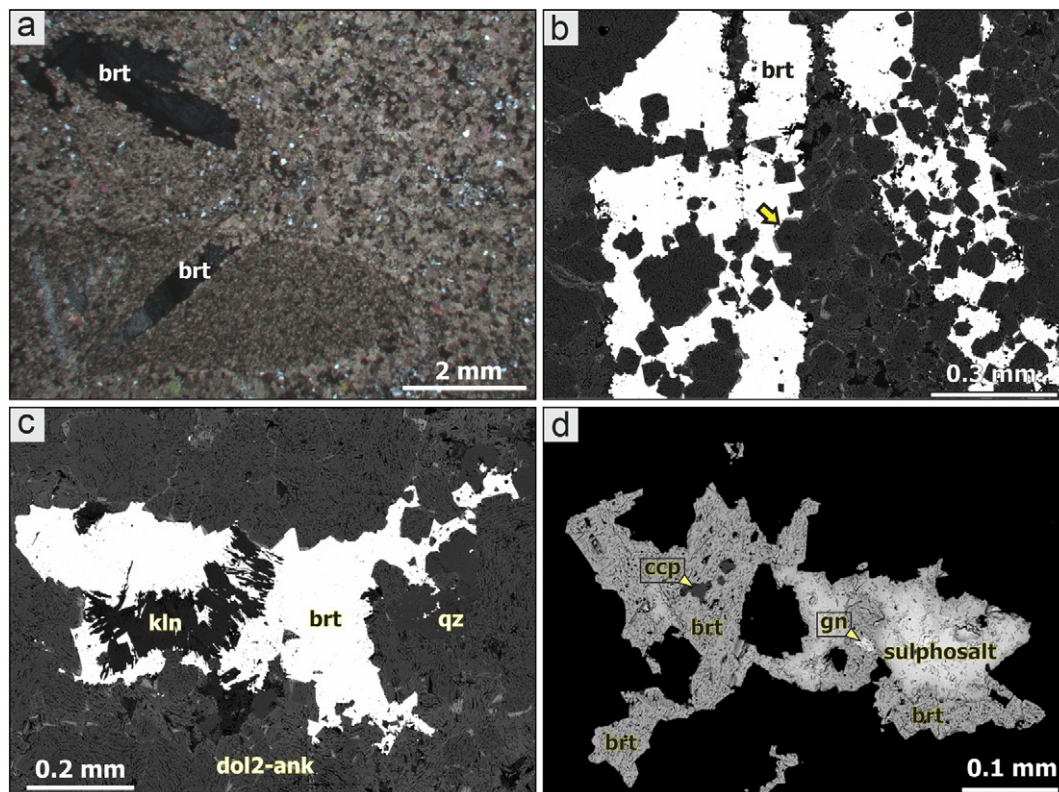 a
brt
brt
2 mm
b
brt
0.3 mm
c
kln
brt
qz
dol2-ank
0.2 mm
d
ccp
brt
gn
sulphosalt
brt
brt
0.1 mm